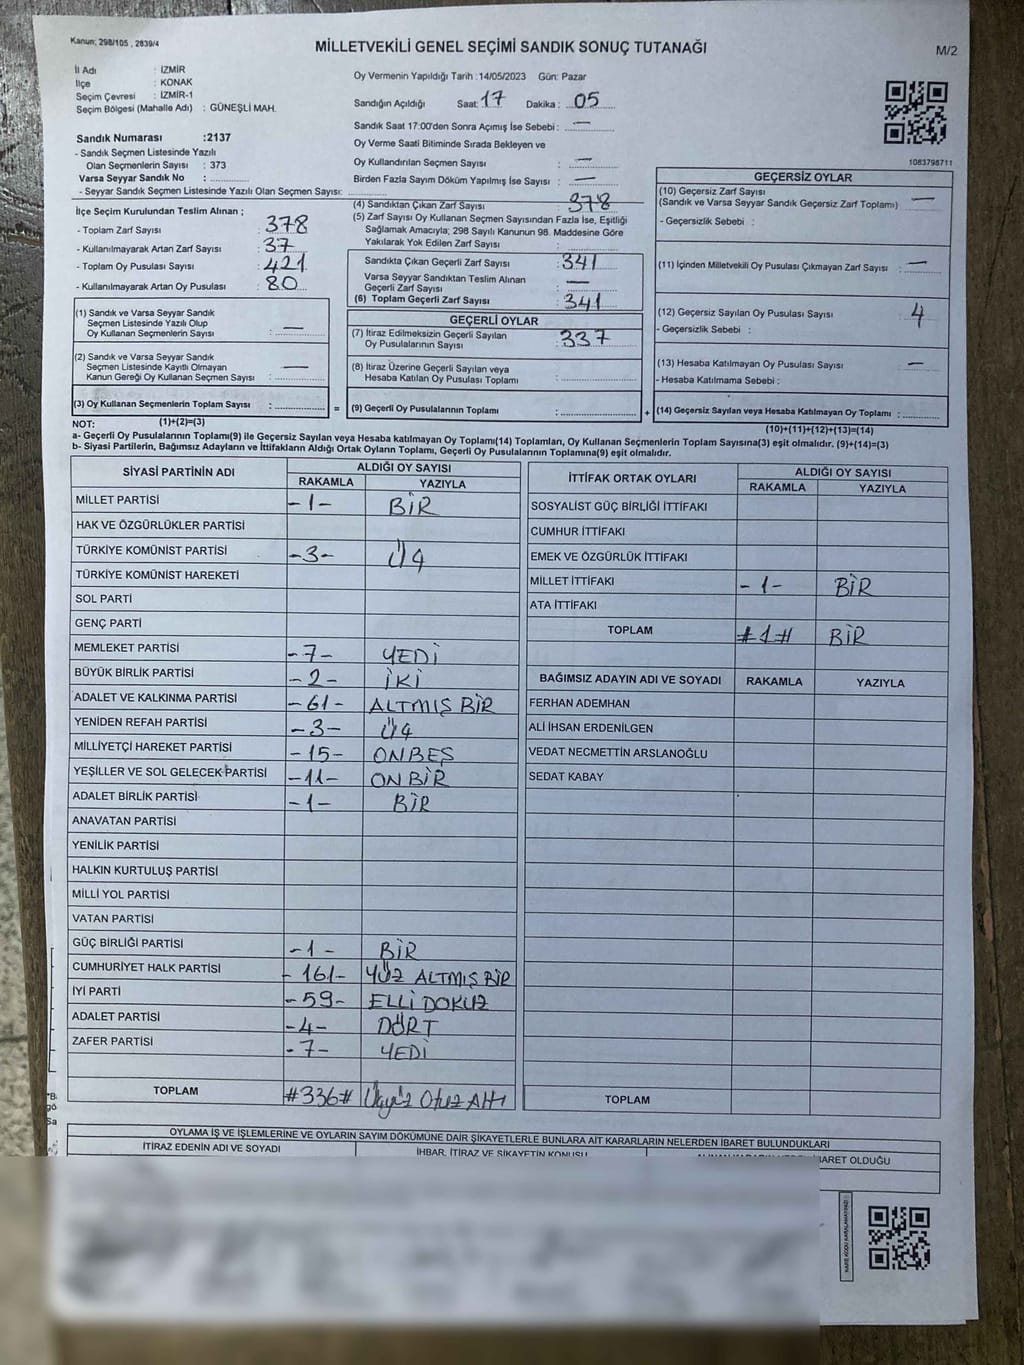 Kanun; 298/105 , 2839/4
MİLLETVEKİLİ GENEL SEÇİMİ SANDIK SONUÇ TUTANAĞI
M/2
İl Adı : İZMİR
İlçe : KONAK
Seçim Çevresi : İZMİR-1
Seçim Bölgesi (Mahalle Adı) : GÜNEŞLİ MAH.
Sandık Numarası :2137
- Sandık Seçmen Listesinde Yazılı
Olan Seçmenlerin Sayısı : 373
Varsa Seyyar Sandık No :
- Seyyar Sandık Seçmen Listesinde Yazılı Olan Seçmen Sayısı:
Oy Vermenin Yapıldığı Tarih :14/05/2023 Gün: Pazar
Sandığın Açıldığı Saat: 17 Dakika : 05
Sandık Saat 17:00'den Sonra Açımış İse Sebebi : —
Oy Verme Saati Bitiminde Sırada Bekleyen ve
Oy Kullandırılan Seçmen Sayısı : —
Birden Fazla Sayım Döküm Yapılmış İse Sayısı : —
1083798711
İlçe Seçim Kurulundan Teslim Alınan ;
- Toplam Zarf Sayısı : 378
- Kullanılmayarak Artan Zarf Sayısı : 37
- Toplam Oy Pusulası Sayısı : 421
- Kullanılmayarak Artan Oy Pusulası : 80
(4) Sandıktan Çıkan Zarf Sayısı : 378
(5) Zarf Sayısı Oy Kullanan Seçmen Sayısından Fazla İse, Eşitliği
Sağlamak Amacıyla; 298 Sayılı Kanunun 98. Maddesine Göre
Yakılarak Yok Edilen Zarf Sayısı :
Sandıkta Çıkan Geçerli Zarf Sayısı : 341
Varsa Seyyar Sandıktan Teslim Alınan
Geçerli Zarf Sayısı : —
(6) Toplam Geçerli Zarf Sayısı : 341
GEÇERSİZ OYLAR
(10) Geçersiz Zarf Sayısı
(Sandık ve Varsa Seyyar Sandık Geçersiz Zarf Toplamı) : —
- Geçersizlik Sebebi :
(11) İçinden Milletvekili Oy Pusulası Çıkmayan Zarf Sayısı : —
(12) Geçersiz Sayılan Oy Pusulası Sayısı : 4
- Geçersizlik Sebebi :
(13) Hesaba Katılmayan Oy Pusulası Sayısı : —
- Hesaba Katılmama Sebebi :
(1) Sandık ve Varsa Seyyar Sandık
Seçmen Listesinde Yazılı Olup
Oy Kullanan Seçmenlerin Sayısı : —
(2) Sandık ve Varsa Seyyar Sandık
Seçmen Listesinde Kayıtlı Olmayan
Kanun Gereği Oy Kullanan Seçmen Sayısı : —
(3) Oy Kullanan Seçmenlerin Toplam Sayısı :
(1)+(2)=(3)
GEÇERLİ OYLAR
(7) İtiraz Edilmeksizin Geçerli Sayılan
Oy Pusulalarının Sayısı : 337
(8) İtiraz Üzerine Geçerli Sayılan veya
Hesaba Katılan Oy Pusulası Toplamı :
= (9) Geçerli Oy Pusulalarının Toplamı :
+ (14) Geçersiz Sayılan veya Hesaba Katılmayan Oy Toplamı :
(10)+(11)+(12)+(13)=(14)
NOT:
a- Geçerli Oy Pusulalarının Toplamı(9) ile Geçersiz Sayılan veya Hesaba katılmayan Oy Toplamı(14) Toplamları, Oy Kullanan Seçmenlerin Toplam Sayısına(3) eşit olmalıdır. (9)+(14)=(3)
b- Siyasi Partilerin, Bağımsız Adayların ve İttifakların Aldığı Ortak Oyların Toplamı, Geçerli Oy Pusulalarının Toplamına(9) eşit olmalıdır.
SİYASİ PARTİNİN ADI ALDIĞI OY SAYISI
RAKAMLA YAZIYLA
MİLLET PARTİSİ -1- BİR
HAK VE ÖZGÜRLÜKLER PARTİSİ
TÜRKİYE KOMÜNİST PARTİSİ -3- ÜÇ
TÜRKİYE KOMÜNİST HAREKETİ
SOL PARTİ
GENÇ PARTİ
MEMLEKET PARTİSİ -7- YEDİ
BÜYÜK BİRLİK PARTİSİ -2- İKİ
ADALET VE KALKINMA PARTİSİ -61- ALTMIŞ BİR
YENİDEN REFAH PARTİSİ -3- ÜÇ
MİLLİYETÇİ HAREKET PARTİSİ -15- ONBEŞ
YEŞİLLER VE SOL GELECEK PARTİSİ -11- ONBİR
ADALET BİRLİK PARTİSİ -1- BİR
ANAVATAN PARTİSİ
YENİLİK PARTİSİ
HALKIN KURTULUŞ PARTİSİ
MİLLİ YOL PARTİSİ
VATAN PARTİSİ
GÜÇ BİRLİĞİ PARTİSİ -1- BİR
CUMHURİYET HALK PARTİSİ -161- YÜZ ALTMIŞ BİR
İYİ PARTİ -59- ELLİ DOKUZ
ADALET PARTİSİ -4- DÖRT
ZAFER PARTİSİ -7- YEDİ
TOPLAM #336# Üçyüz Otuz Altı
İTTİFAK ORTAK OYLARI ALDIĞI OY SAYISI
RAKAMLA YAZIYLA
SOSYALİST GÜÇ BİRLİĞİ İTTİFAKI
CUMHUR İTTİFAKI
EMEK VE ÖZGÜRLÜK İTTİFAKI
MİLLET İTTİFAKI -1- BİR
ATA İTTİFAKI
TOPLAM #1# BİR
BAĞIMSIZ ADAYIN ADI VE SOYADI RAKAMLA YAZIYLA
FERHAN ADEMHAN
ALİ İHSAN ERDENİLGEN
VEDAT NECMETTİN ARSLANOĞLU
SEDAT KABAY
TOPLAM
OYLAMA İŞ VE İŞLEMLERİNE VE OYLARIN SAYIM DÖKÜMÜNE DAİR ŞİKAYETLERLE BUNLARA AİT KARARLARIN NELERDEN İBARET BULUNDUKLARI
İTİRAZ EDENİN ADI VE SOYADI İHBAR, İTİRAZ VE ŞİKAYETİN KONUSU İBARET OLDUĞU